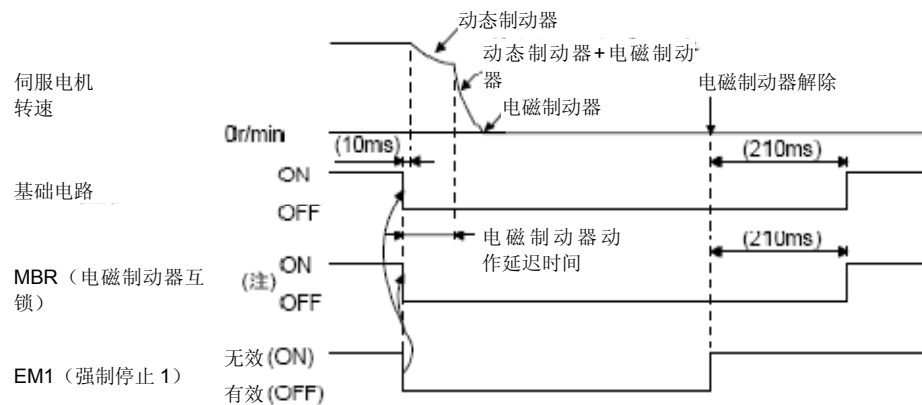 动态制动器
动态制动器+电磁制动
器
伺服电机
转速
电磁制动器
电磁制动器解除
0r/min
(10ms)
(210ms)
基础电路
ON
OFF
电磁制动器动
作延迟时间
(210ms)
MBR（电磁制动器互
锁）
(注)
ON
OFF
EM1（强制停止 1）
无效(ON)
有效(OFF)